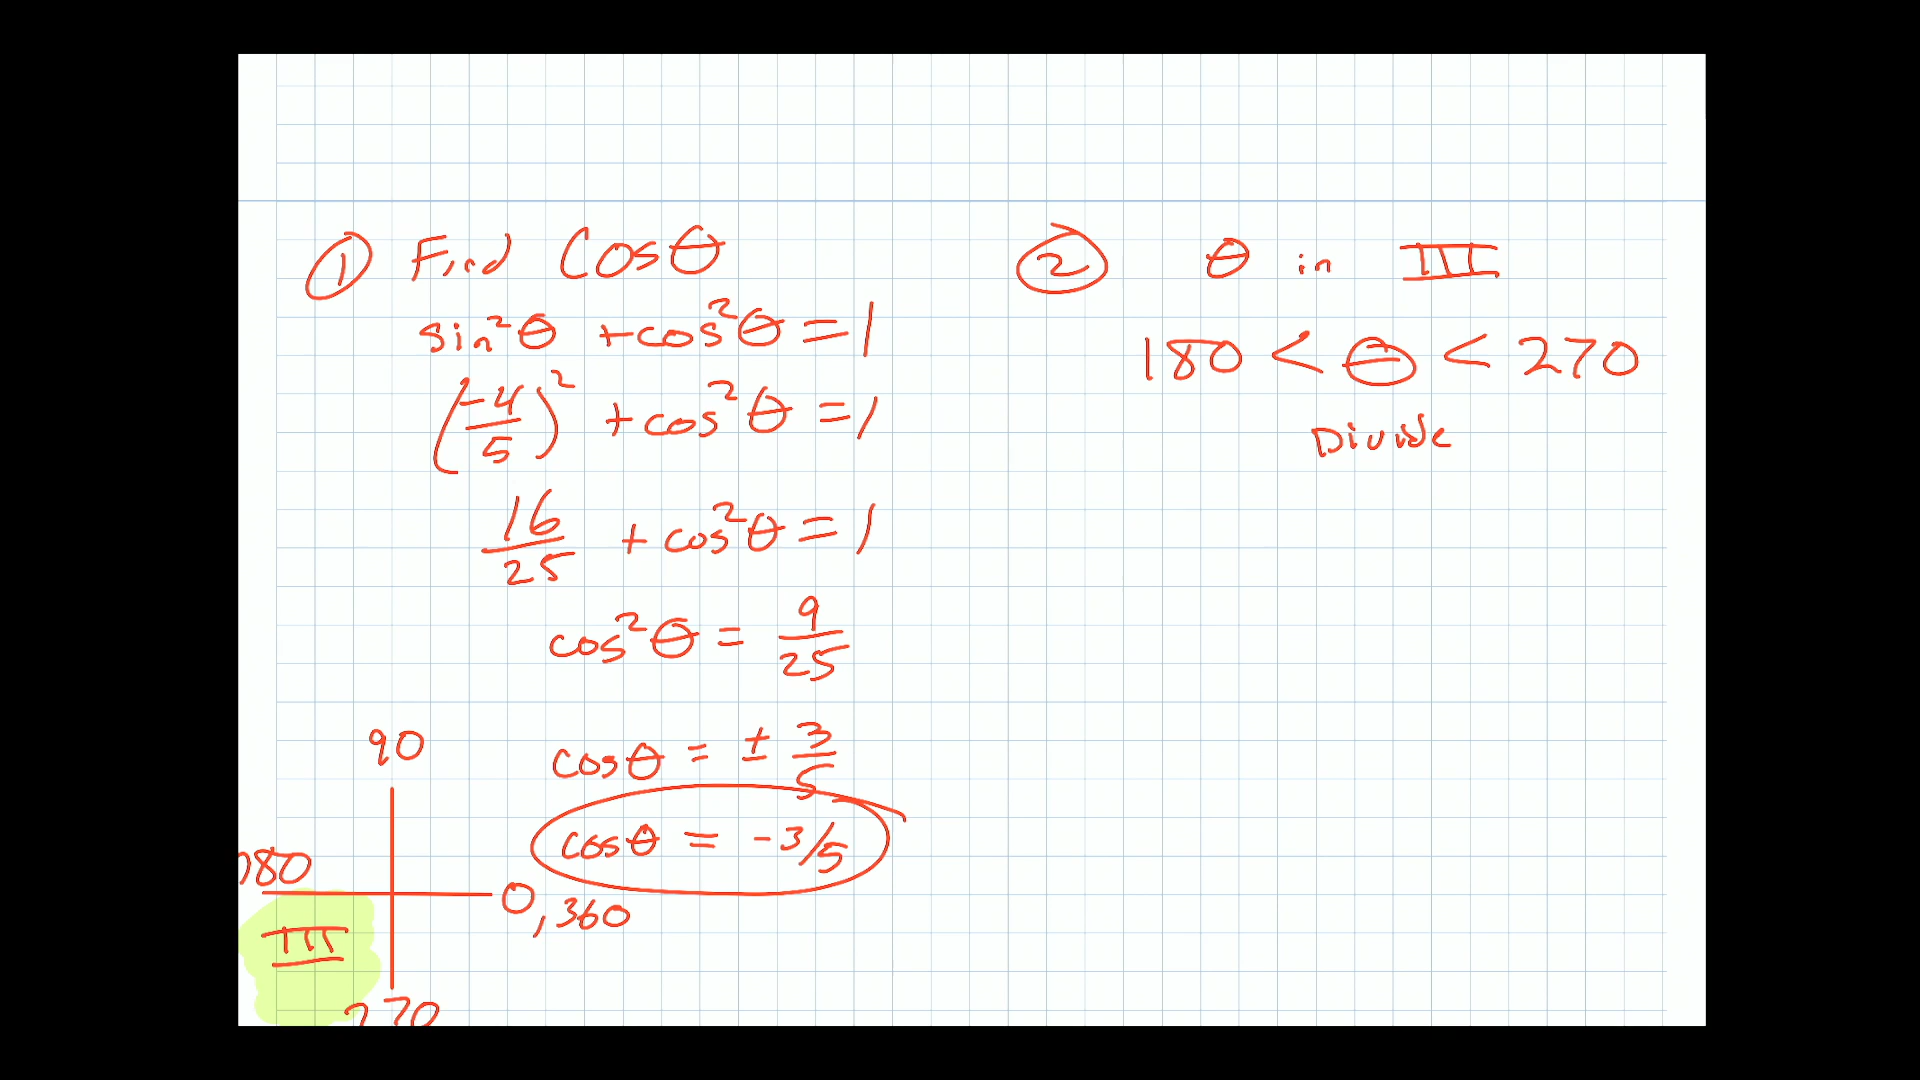 ① Find Cosθ
sin²θ + cos²θ = 1
(-4/5)² + cos²θ = 1
16/25 + cos²θ = 1
cos²θ = 9/25
cosθ = ± 3/5
cosθ = -3/5
90
180
0, 360
III
270
② θ in III
180 < θ < 270
Divide